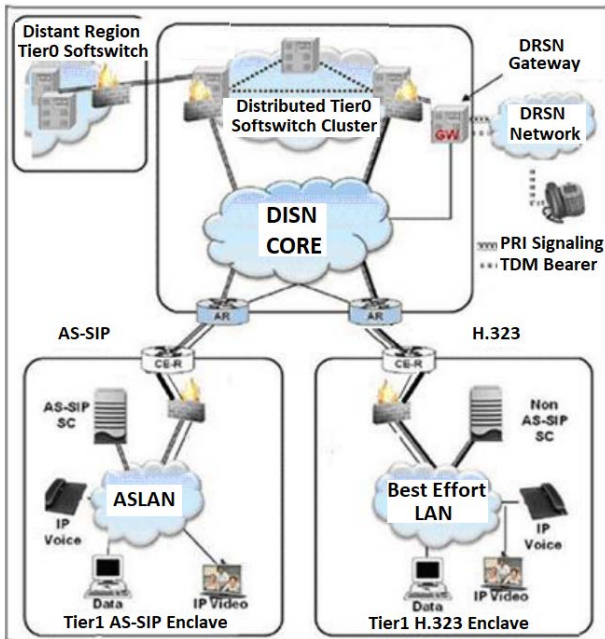 Distant Region
Tier0 Softswitch
Distributed Tier0
Softswitch Cluster
DRSN
Gateway
GW
DRSN
Network
DISN
CORE
PRI Signaling
TDM Bearer
AR
AR
AS-SIP
H.323
CE-R
CE-R
AS-SIP
SC
ASLAN
IP
Voice
Data
IP Video
Tier1 AS-SIP Enclave
Non
AS-SIP
SC
Best Effort
LAN
IP
Voice
Data
IP Video
Tier1 H.323 Enclave